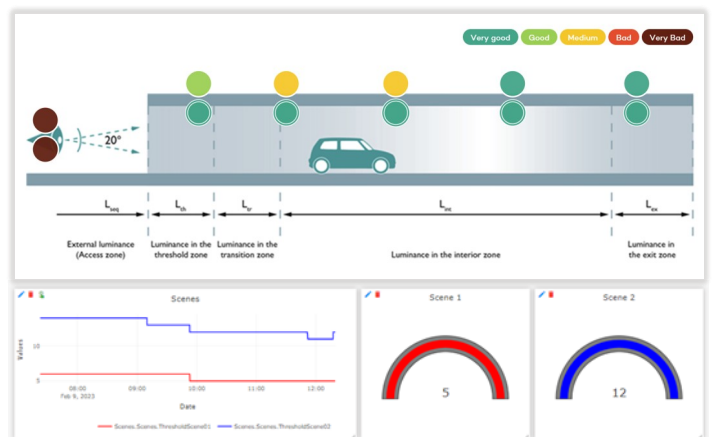 Very good Good Medium Bad Very Bad
20°
Lseq Lth Ltr Lint Lex
External luminance
(Access zone)
Luminance in the
threshold zone
Luminance in the
transition zone
Luminance in the interior zone
Luminance in
the exit zone
Scenes
Values
10
5
08:00 09:00 10:00 11:00 12:00
Feb 9, 2023
Date
Scenes.Scenes.ThresholdScene01 Scenes.Scenes.ThresholdScene02
Scene 1
5
Scene 2
12